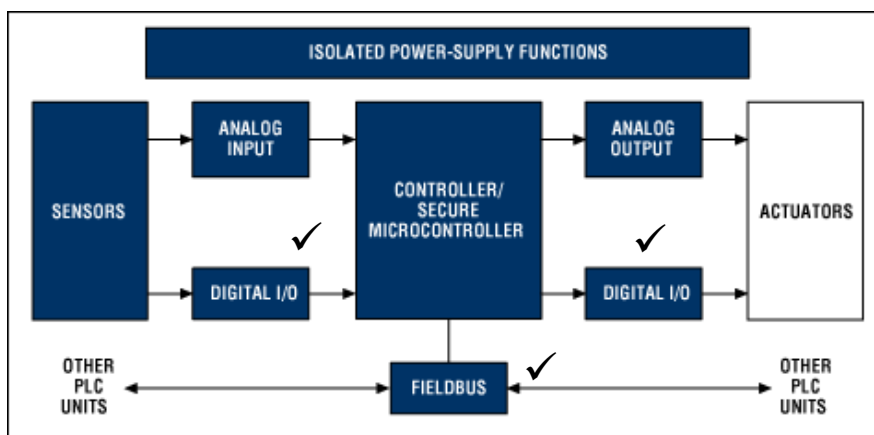 ISOLATED POWER-SUPPLY FUNCTIONS
SENSORS
ANALOG
INPUT
CONTROLLER/
SECURE
MICROCONTROLLER
ANALOG
OUTPUT
ACTUATORS
DIGITAL I/O
DIGITAL I/O
OTHER
PLC
UNITS
FIELDBUS
OTHER
PLC
UNITS